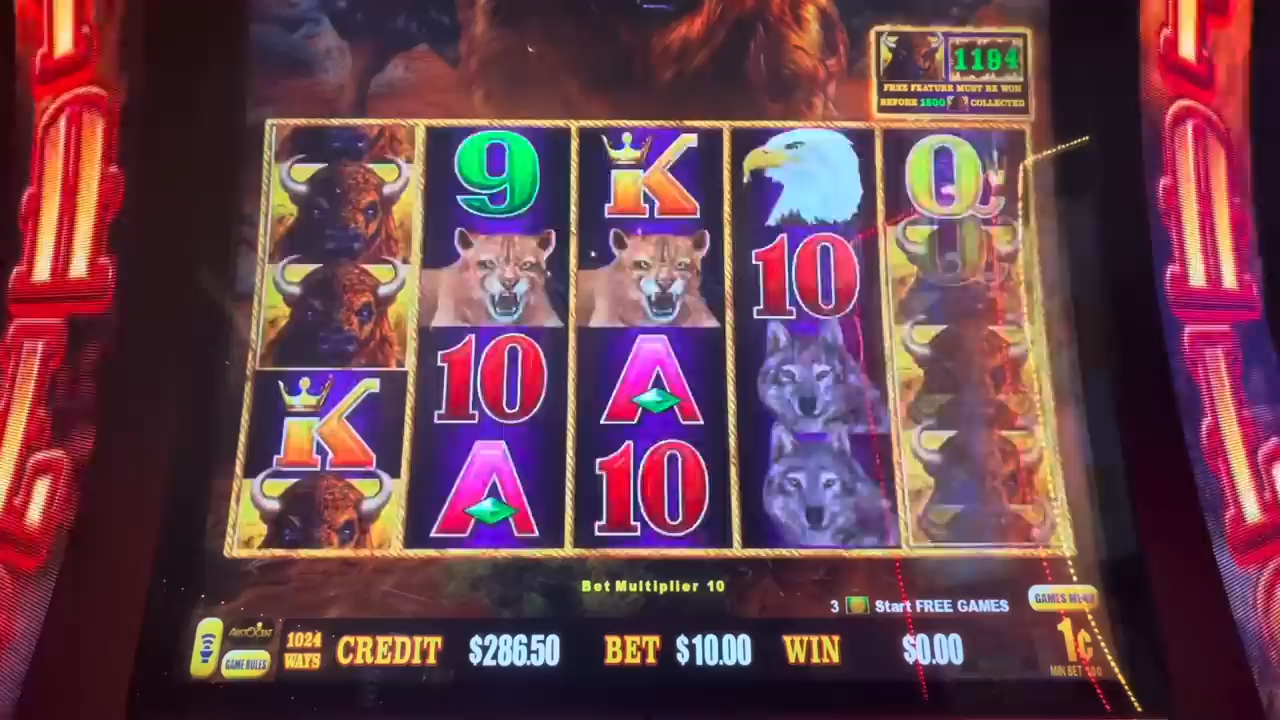 1194
FREE FEATURE MUST BE WON
BEFORE 1800 COLLECTED
9 K Q
10
K 10 A
A 10
Bet Multiplier 10
3 Start FREE GAMES
GAMES MENU
ARISTOCRAT
GAME RULES
1024 WAYS
CREDIT $286.50 BET $10.00 WIN $0.00
1¢
MIN BET 100